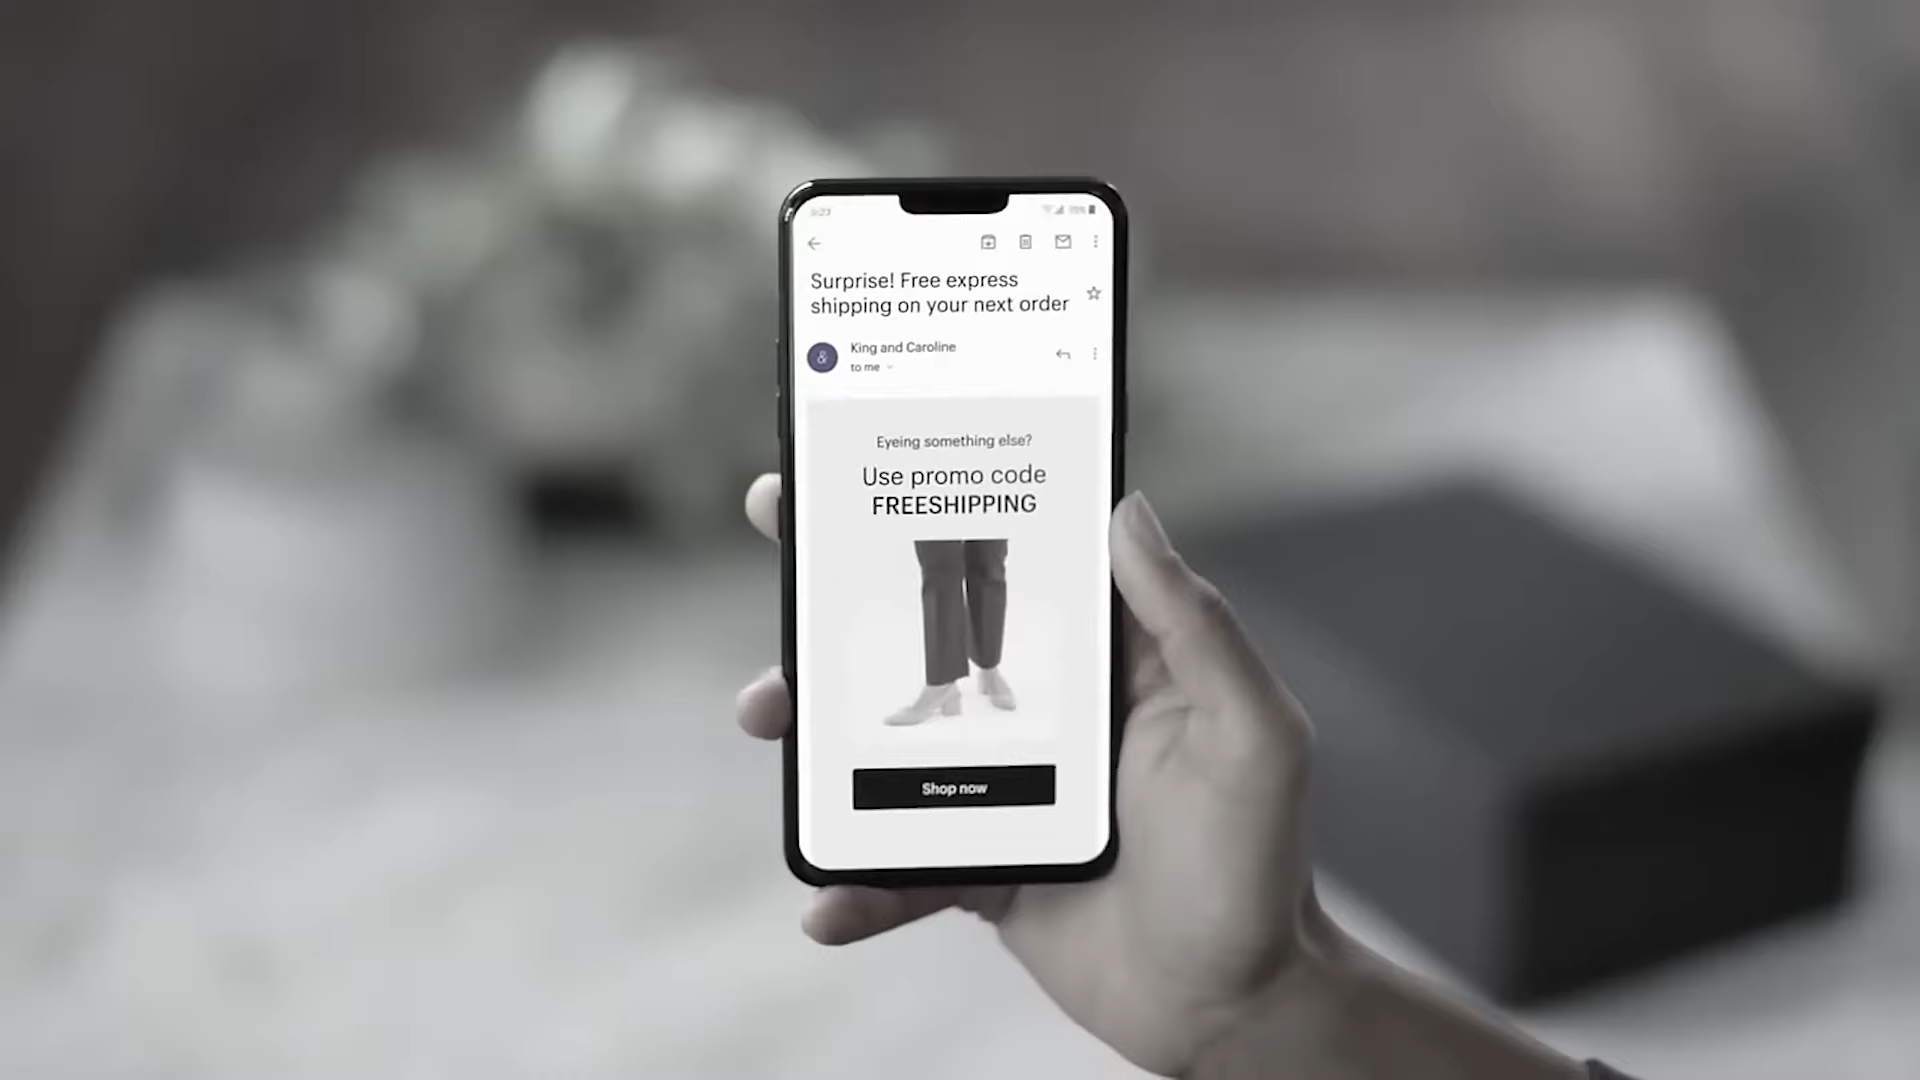 Surprise! Free express
shipping on your next order
&
King and Caroline
to me
Eyeing something else?
Use promo code
FREESHIPPING
Shop now